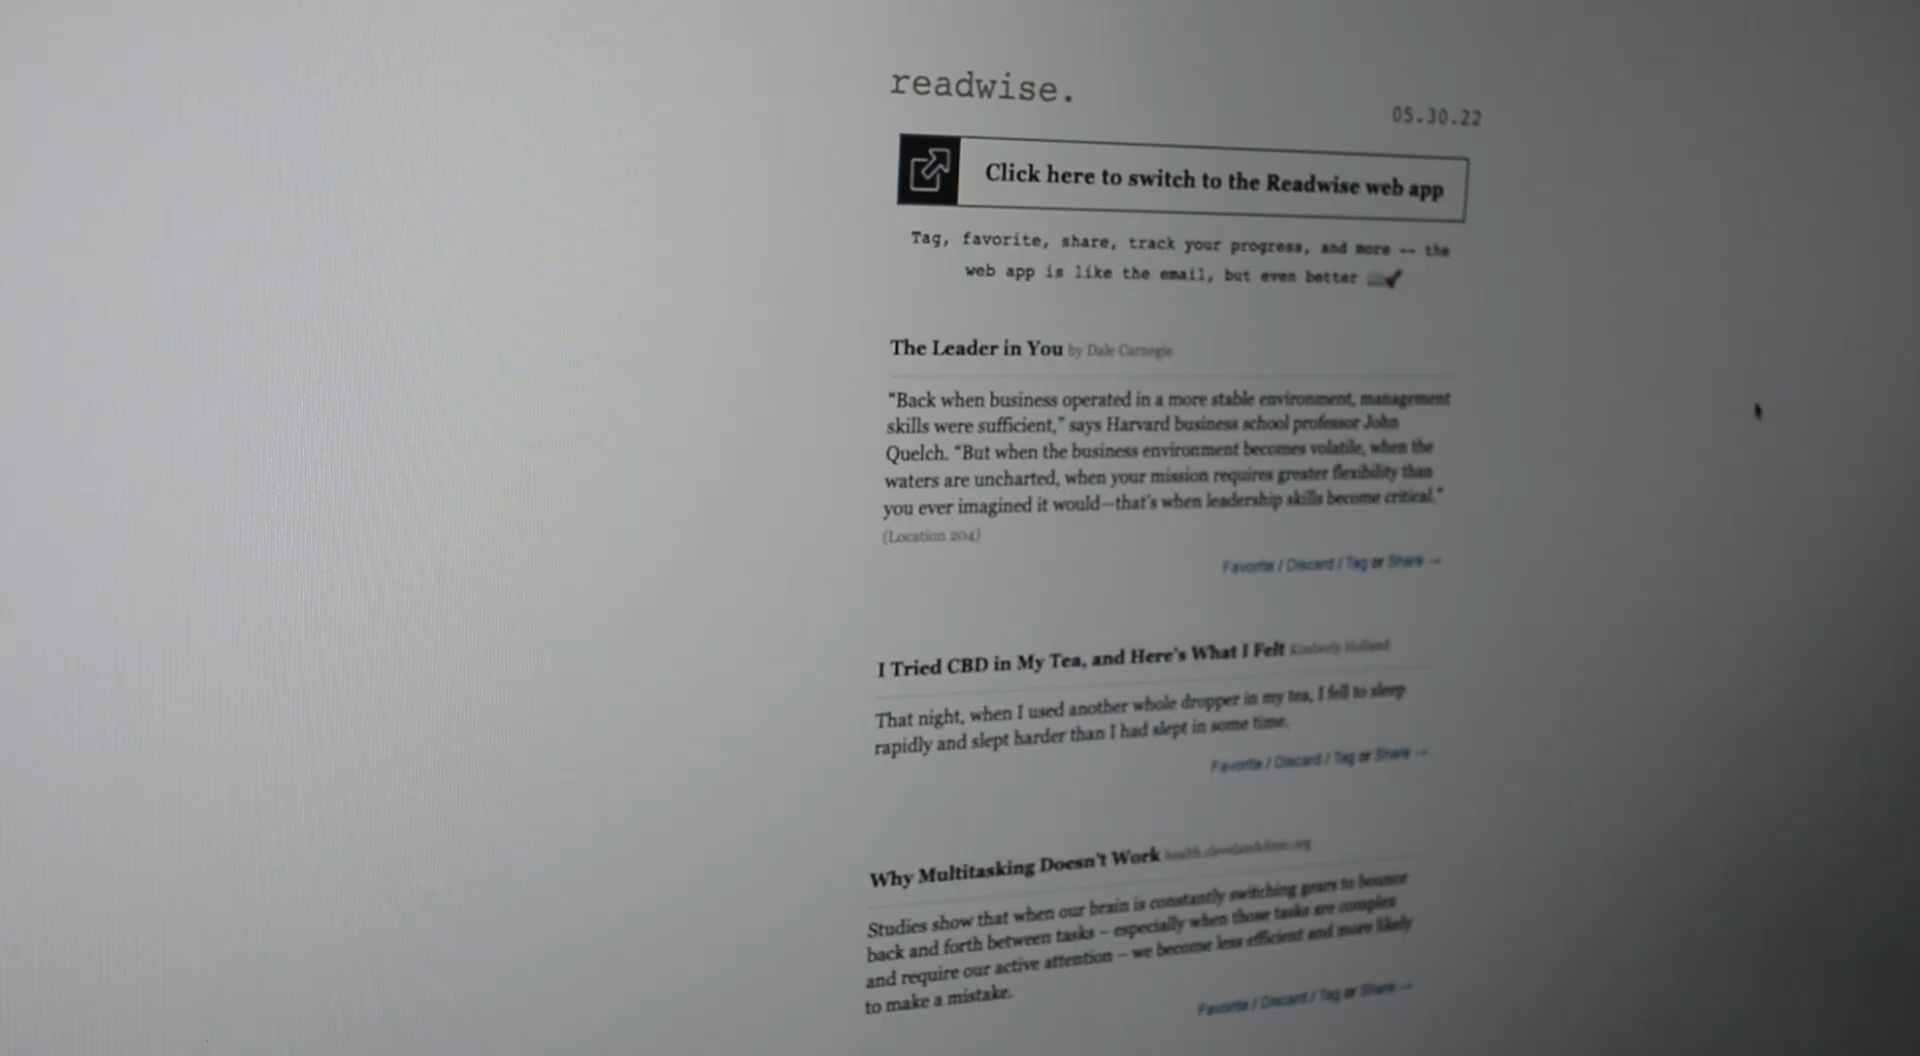 readwise.
05.30.22
Click here to switch to the Readwise web app
Tag, favorite, share, track your progress, and more -- the
web app is like the email, but even better
The Leader in You by Dale Carnegie
“Back when business operated in a more stable environment, management
skills were sufficient,” says Harvard business school professor John
Quelch. “But when the business environment becomes volatile, when the
waters are uncharted, when your mission requires greater flexibility than
you ever imagined it would—that’s when leadership skills become critical.”
(Location 204)
Favorite / Discard / Tag or Share →
I Tried CBD in My Tea, and Here’s What I Felt Kimberly Holland
That night, when I used another whole dropper in my tea, I fell to sleep
rapidly and slept harder than I had slept in some time.
Favorite / Discard / Tag or Share →
Why Multitasking Doesn’t Work health.clevelandclinic.org
Studies show that when our brain is constantly switching gears to bounce
back and forth between tasks – especially when those tasks are complex
and require our active attention – we become less efficient and more likely
to make a mistake.
Favorite / Discard / Tag or Share →